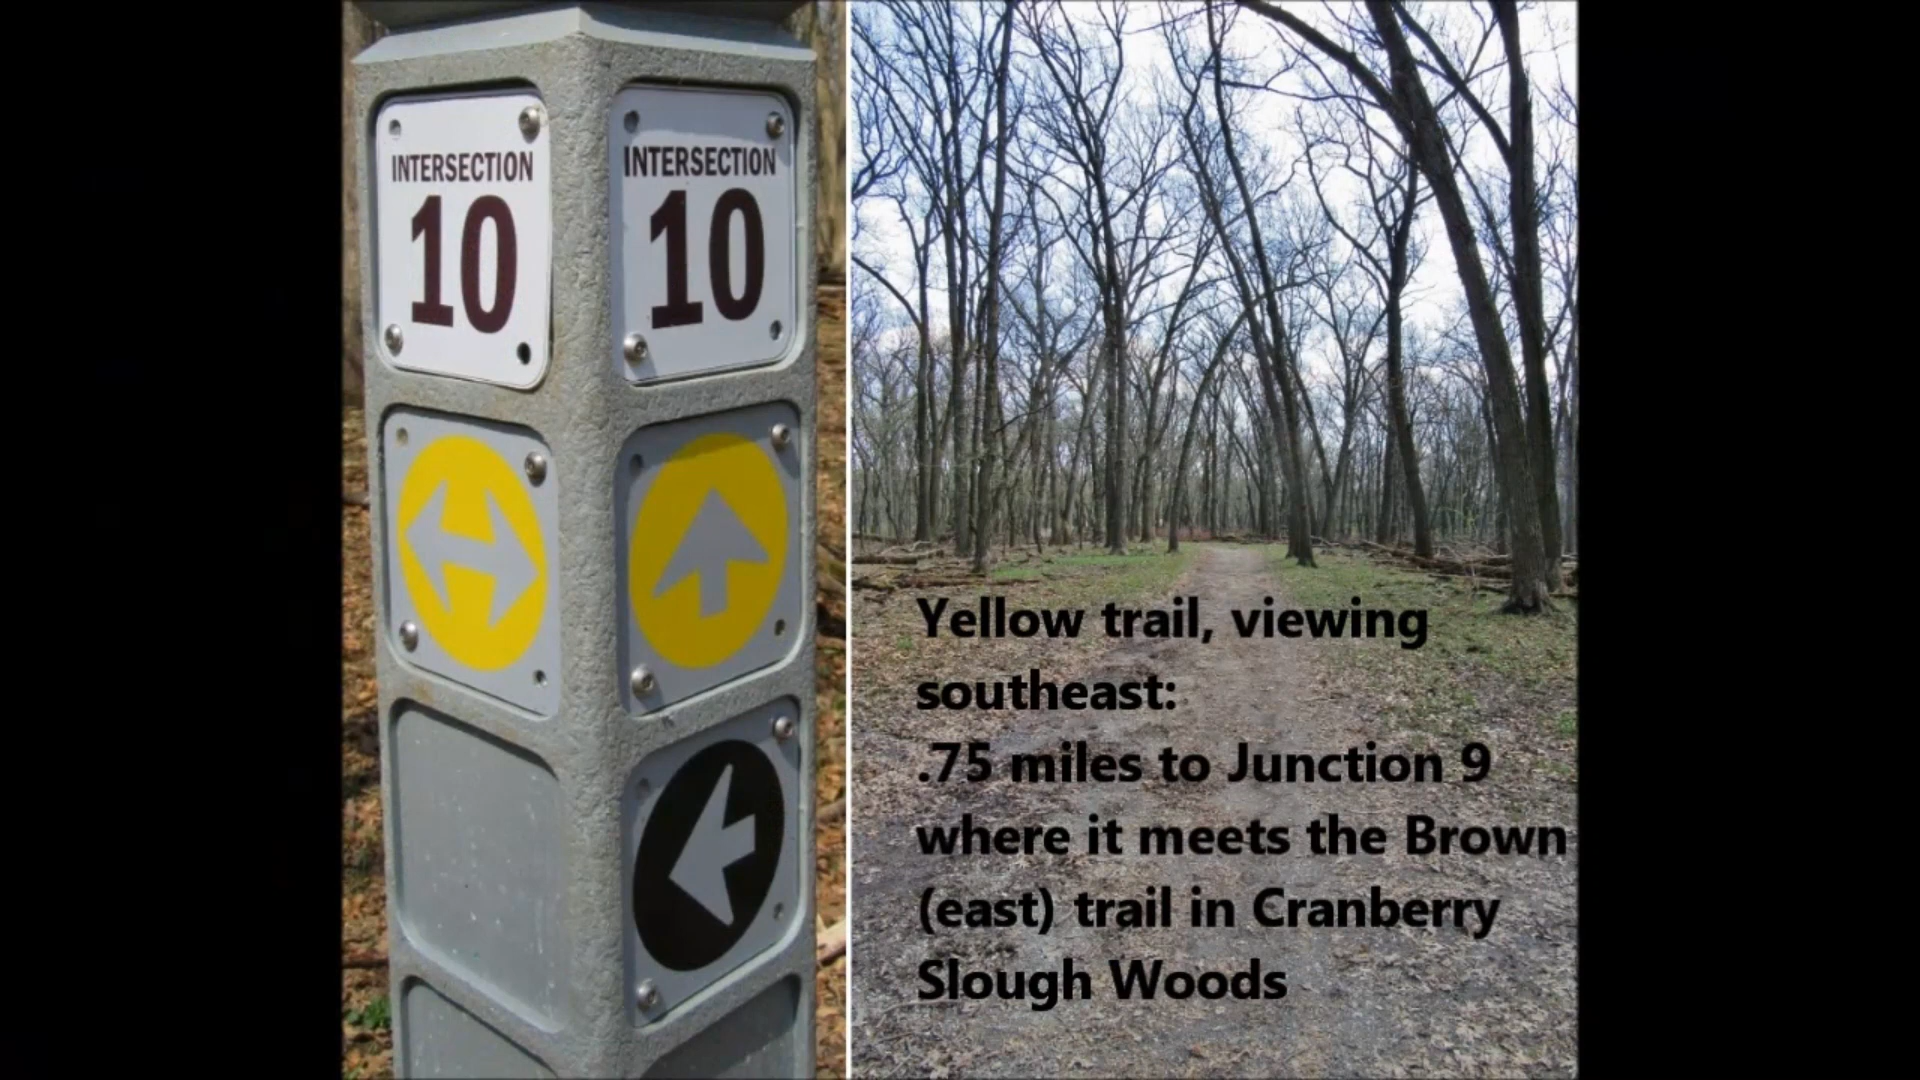 INTERSECTION
10
INTERSECTION
10
Yellow trail, viewing
southeast:
.75 miles to Junction 9
where it meets the Brown
(east) trail in Cranberry
Slough Woods